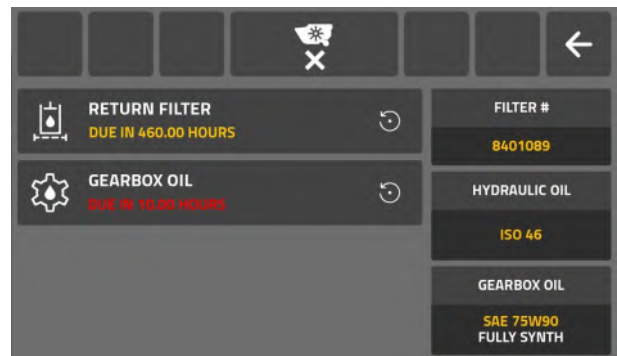 RETURN FILTER
DUE IN 460.00 HOURS
GEARBOX OIL
DUE IN 10.00 HOURS
FILTER #
8401089
HYDRAULIC OIL
ISO 46
GEARBOX OIL
SAE 75W90
FULLY SYNTH